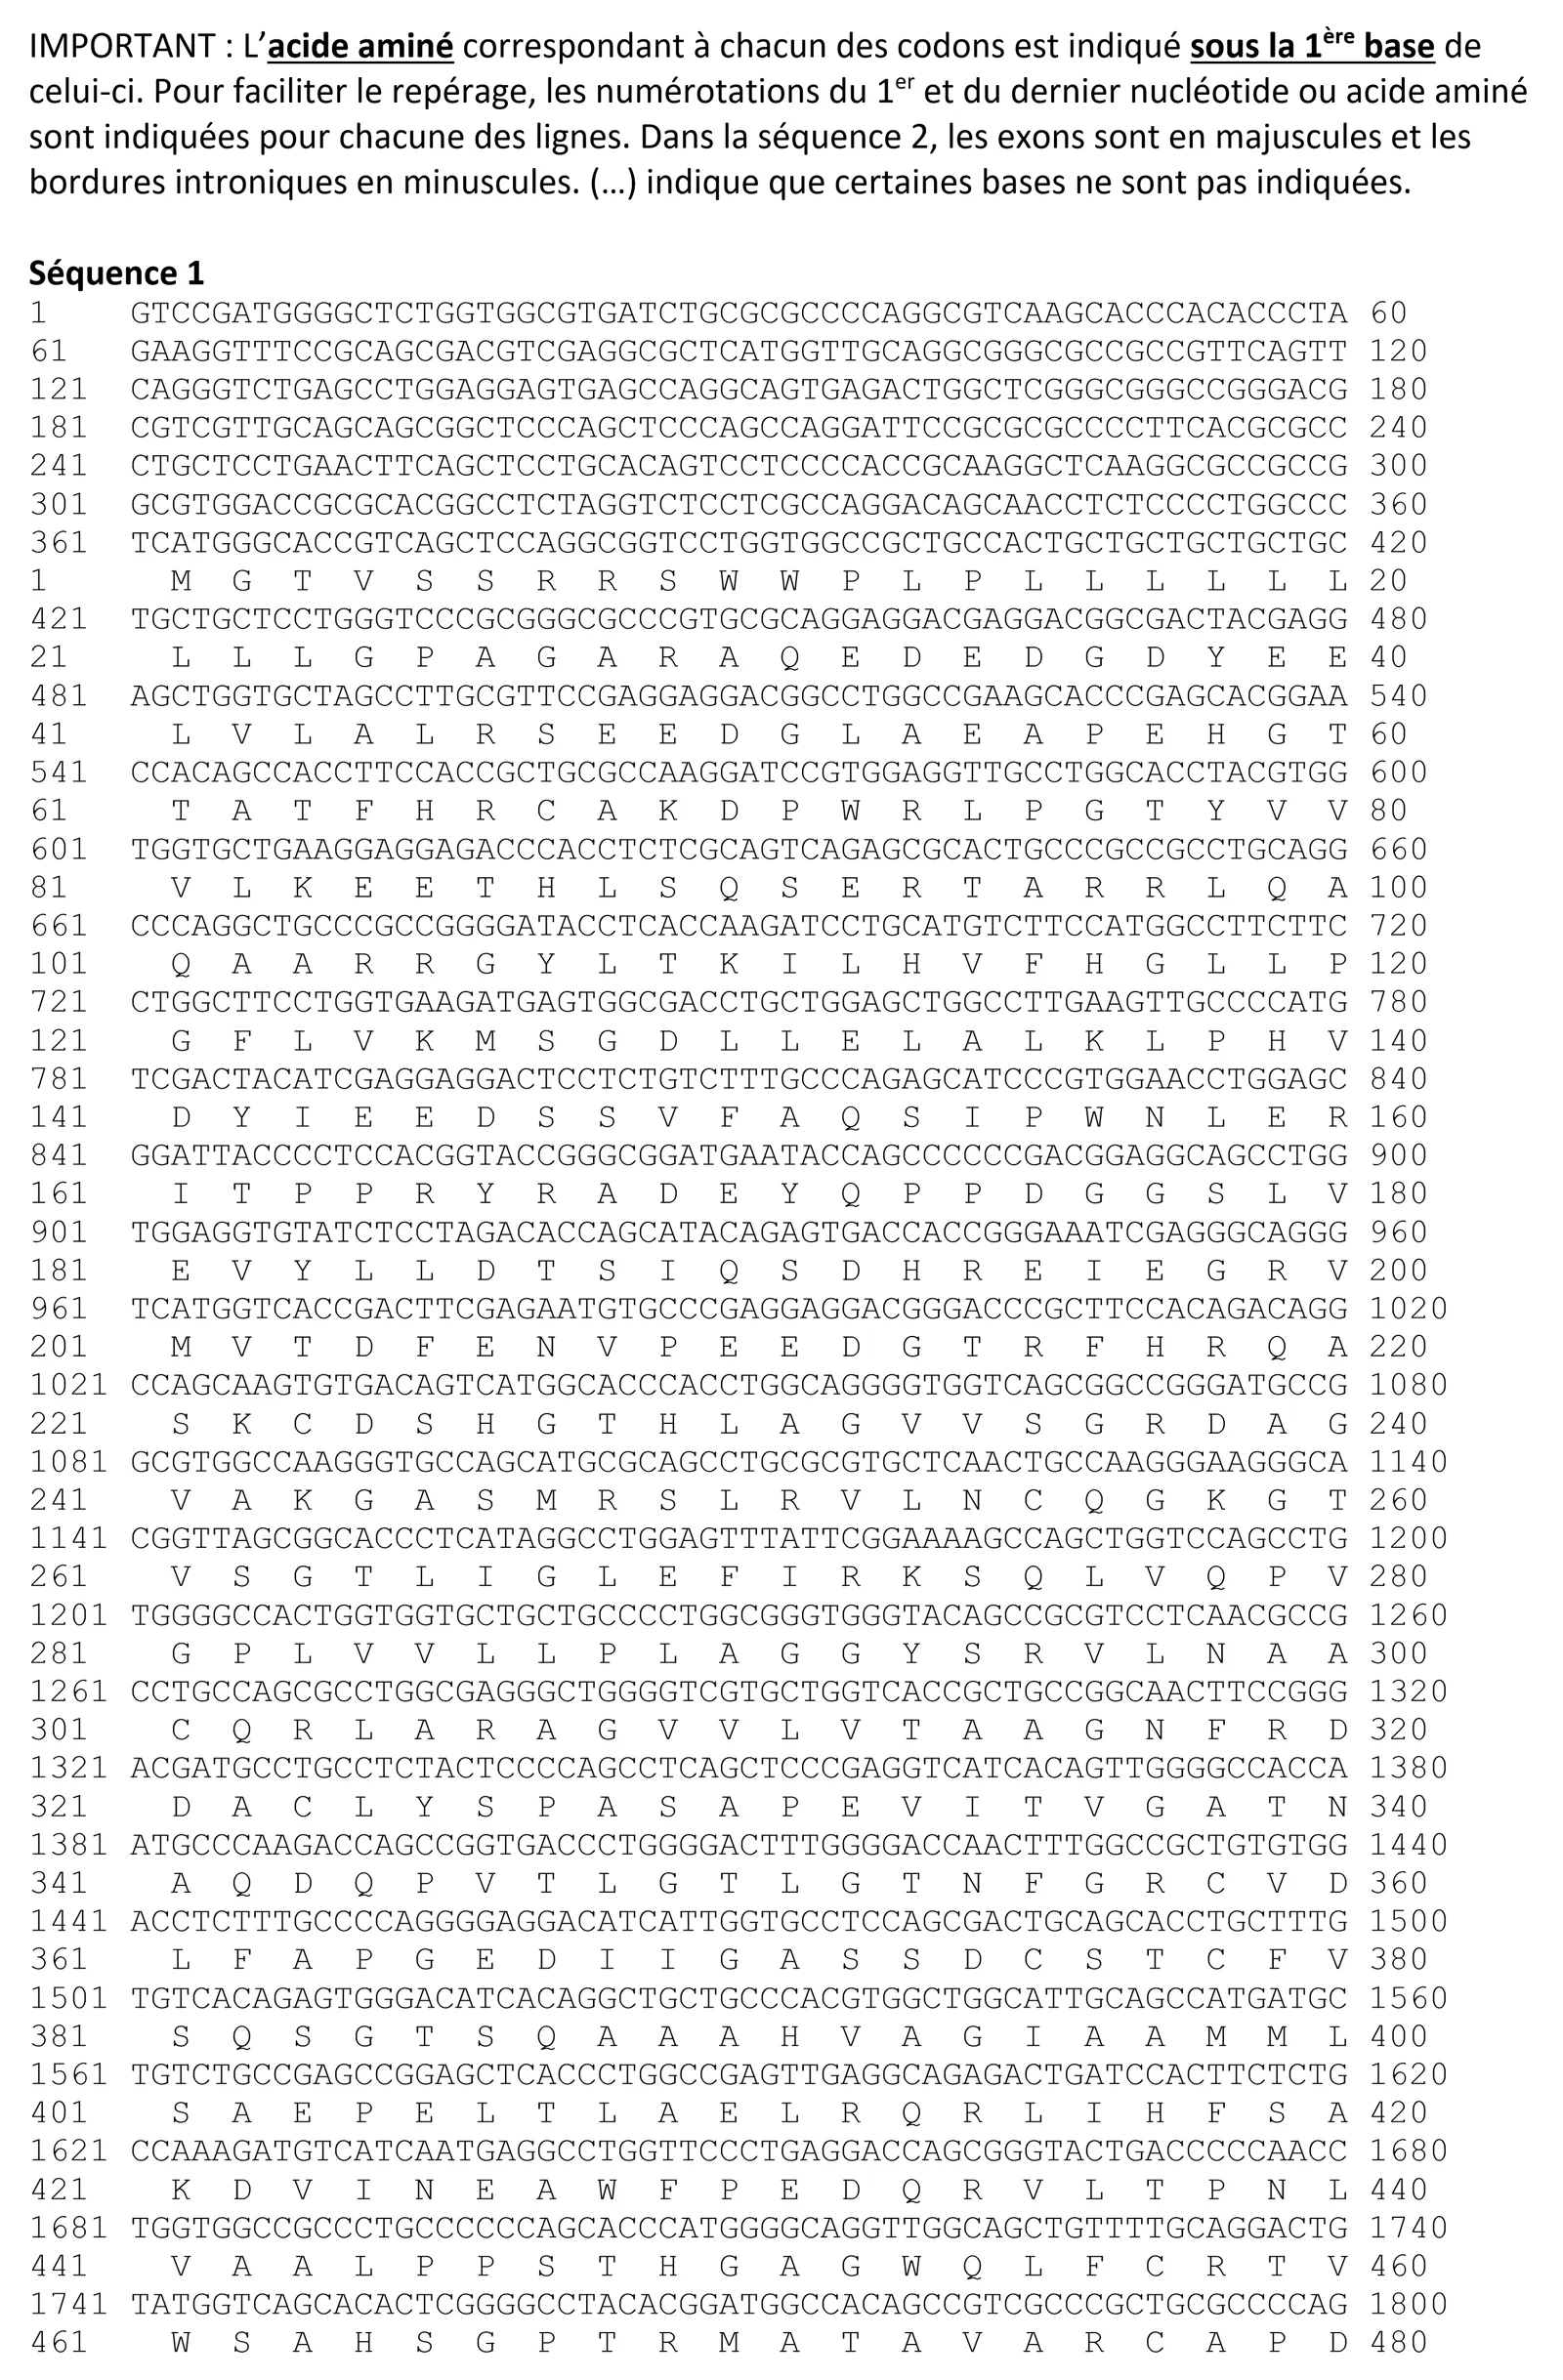 IMPORTANT : L’acide aminé correspondant à chacun des codons est indiqué sous la 1ère base de
celui-ci. Pour faciliter le repérage, les numérotations du 1er et du dernier nucléotide ou acide aminé
sont indiquées pour chacune des lignes. Dans la séquence 2, les exons sont en majuscules et les
bordures introniques en minuscules. (…) indique que certaines bases ne sont pas indiquées.
Séquence 1
1 GTCCGATGGGGCTCTGGTGGCGTGATCTGCGCGCCCCAGGCGTCAAGCACCCACACCCTA 60
61 GAAGGTTTCCGCAGCGACGTCGAGGCGCTCATGGTTGCAGGCGGGCGCCGCCGTTCAGTT 120
121 CAGGGTCTGAGCCTGGAGGAGTGAGCCAGGCAGTGAGACTGGCTCGGGCGGGCCGGGACG 180
181 CGTCGTTGCAGCAGCGGCTCCCAGCTCCCAGCCAGGATTCCGCGCGCCCCTTCACGCGCC 240
241 CTGCTCCTGAACTTCAGCTCCTGCACAGTCCTCCCCACCGCAAGGCTCAAGGCGCCGCCG 300
301 GCGTGGACCGCGCACGGCCTCTAGGTCTCCTCGCCAGGACAGCAACCTCTCCCCTGGCCC 360
361 TCATGGGCACCGTCAGCTCCAGGCGGTCCTGGTGGCCGCTGCCACTGCTGCTGCTGCTGC 420
1 M G T V S S R R S W W P L P L L L L L L 20
421 TGCTGCTCCTGGGTCCCGCGGGCGCCCGTGCGCAGGAGGACGAGGACGGCGACTACGAGG 480
21 L L L G P A G A R A Q E D E D G D Y E E 40
481 AGCTGGTGCTAGCCTTGCGTTCCGAGGAGGACGGCCTGGCCGAAGCACCCGAGCACGGAA 540
41 L V L A L R S E E D G L A E A P E H G T 60
541 CCACAGCCACCTTCCACCGCTGCGCCAAGGATCCGTGGAGGTTGCCTGGCACCTACGTGG 600
61 T A T F H R C A K D P W R L P G T Y V V 80
601 TGGTGCTGAAGGAGGAGACCCACCTCTCGCAGTCAGAGCGCACTGCCCGCCGCCTGCAGG 660
81 V L K E E T H L S Q S E R T A R R L Q A 100
661 CCCAGGCTGCCCGCCGGGGATACCTCACCAAGATCCTGCATGTCTTCCATGGCCTTCTTC 720
101 Q A A R R G Y L T K I L H V F H G L L P 120
721 CTGGCTTCCTGGTGAAGATGAGTGGCGACCTGCTGGAGCTGGCCTTGAAGTTGCCCCATG 780
121 G F L V K M S G D L L E L A L K L P H V 140
781 TCGACTACATCGAGGAGGACTCCTCTGTCTTTGCCCAGAGCATCCCGTGGAACCTGGAGC 840
141 D Y I E E D S S V F A Q S I P W N L E R 160
841 GGATTACCCCTCCACGGTACCGGGCGGATGAATACCAGCCCCCCGACGGAGGCAGCCTGG 900
161 I T P P R Y R A D E Y Q P P D G G S L V 180
901 TGGAGGTGTATCTCCTAGACACCAGCATACAGAGTGACCACCGGGAAATCGAGGGCAGGG 960
181 E V Y L L D T S I Q S D H R E I E G R V 200
961 TCATGGTCACCGACTTCGAGAATGTGCCCGAGGAGGACGGGACCCGCTTCCACAGACAGG 1020
201 M V T D F E N V P E E D G T R F H R Q A 220
1021 CCAGCAAGTGTGACAGTCATGGCACCCACCTGGCAGGGGTGGTCAGCGGCCGGGATGCCG 1080
221 S K C D S H G T H L A G V V S G R D A G 240
1081 GCGTGGCCAAGGGTGCCAGCATGCGCAGCCTGCGCGTGCTCAACTGCCAAGGGAAGGGCA 1140
241 V A K G A S M R S L R V L N C Q G K G T 260
1141 CGGTTAGCGGCACCCTCATAGGCCTGGAGTTTATTCGGAAAAGCCAGCTGGTCCAGCCTG 1200
261 V S G T L I G L E F I R K S Q L V Q P V 280
1201 TGGGGCCACTGGTGGTGCTGCTGCCCCTGGCGGGTGGGTACAGCCGCGTCCTCAACGCCG 1260
281 G P L V V L L P L A G G Y S R V L N A A 300
1261 CCTGCCAGCGCCTGGCGAGGGCTGGGGTCGTGCTGGTCACCGCTGCCGGCAACTTCCGGG 1320
301 C Q R L A R A G V V L V T A A G N F R D 320
1321 ACGATGCCTGCCTCTACTCCCCAGCCTCAGCTCCCGAGGTCATCACAGTTGGGGCCACCA 1380
321 D A C L Y S P A S A P E V I T V G A T N 340
1381 ATGCCCAAGACCAGCCGGTGACCCTGGGGACTTTGGGGACCAACTTTGGCCGCTGTGTGG 1440
341 A Q D Q P V T L G T L G T N F G R C V D 360
1441 ACCTCTTTGCCCCAGGGGAGGACATCATTGGTGCCTCCAGCGACTGCAGCACCTGCTTTG 1500
361 L F A P G E D I I G A S S D C S T C F V 380
1501 TGTCACAGAGTGGGACATCACAGGCTGCTGCCCACGTGGCTGGCATTGCAGCCATGATGC 1560
381 S Q S G T S Q A A A H V A G I A A M M L 400
1561 TGTCTGCCGAGCCGGAGCTCACCCTGGCCGAGTTGAGGCAGAGACTGATCCACTTCTCTG 1620
401 S A E P E L T L A E L R Q R L I H F S A 420
1621 CCAAAGATGTCATCAATGAGGCCTGGTTCCCTGAGGACCAGCGGGTACTGACCCCCAACC 1680
421 K D V I N E A W F P E D Q R V L T P N L 440
1681 TGGTGGCCGCCCTGCCCCCCAGCACCCATGGGGCAGGTTGGCAGCTGTTTTGCAGGACTG 1740
441 V A A L P P S T H G A G W Q L F C R T V 460
1741 TATGGTCAGCACACTCGGGGCCTACACGGATGGCCACAGCCGTCGCCCGCTGCGCCCCAG 1800
461 W S A H S G P T R M A T A V A R C A P D 480